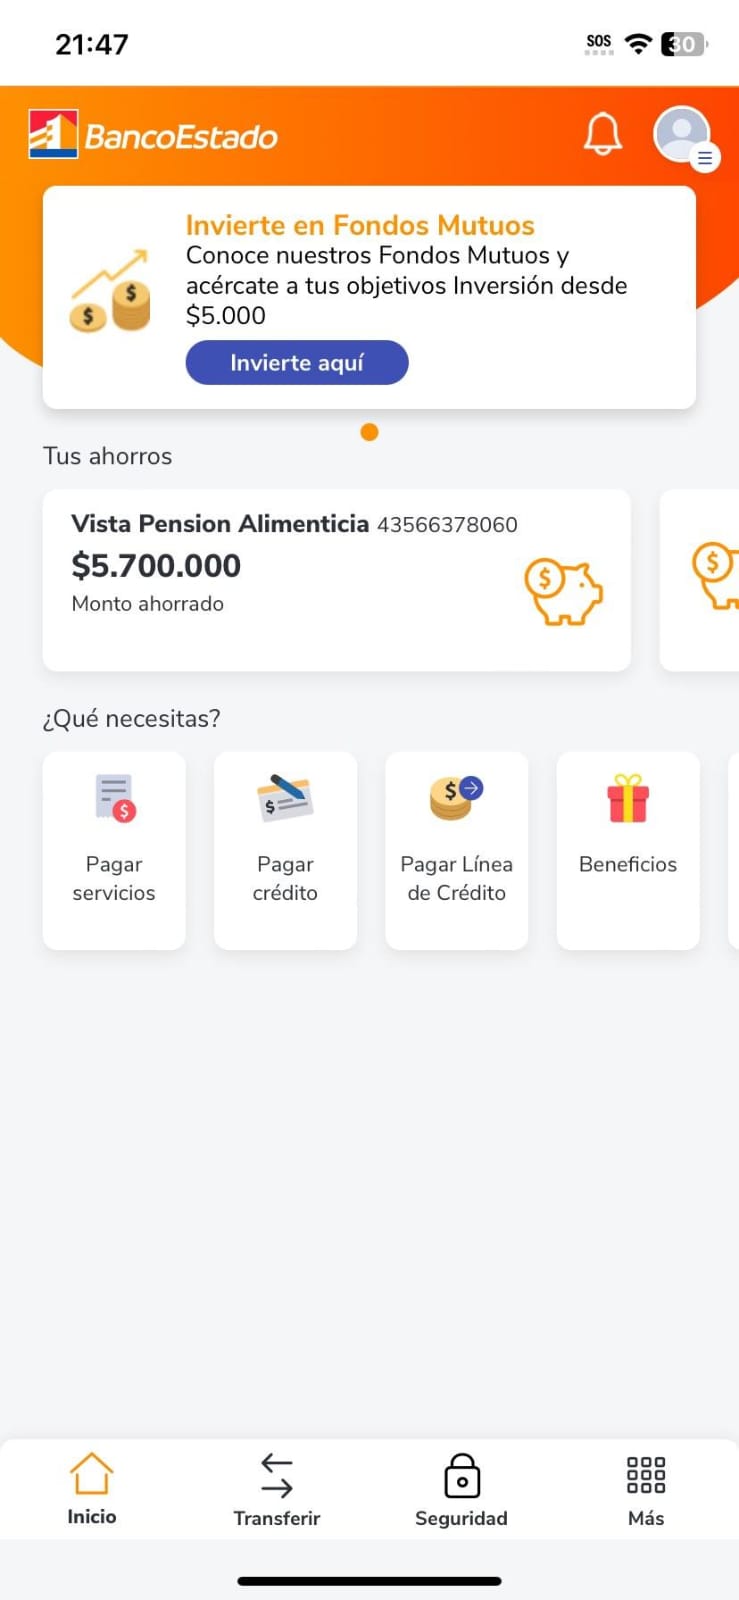 21:47
SOS
30
BancoEstado
Invierte en Fondos Mutuos
Conoce nuestros Fondos Mutuos y
acércate a tus objetivos Inversión desde
$5.000
Invierte aquí
Tus ahorros
Vista Pension Alimenticia 43566378060
$5.700.000
Monto ahorrado
¿Qué necesitas?
Pagar
servicios
Pagar
crédito
Pagar Línea
de Crédito
Beneficios
Inicio
Transferir
Seguridad
Más